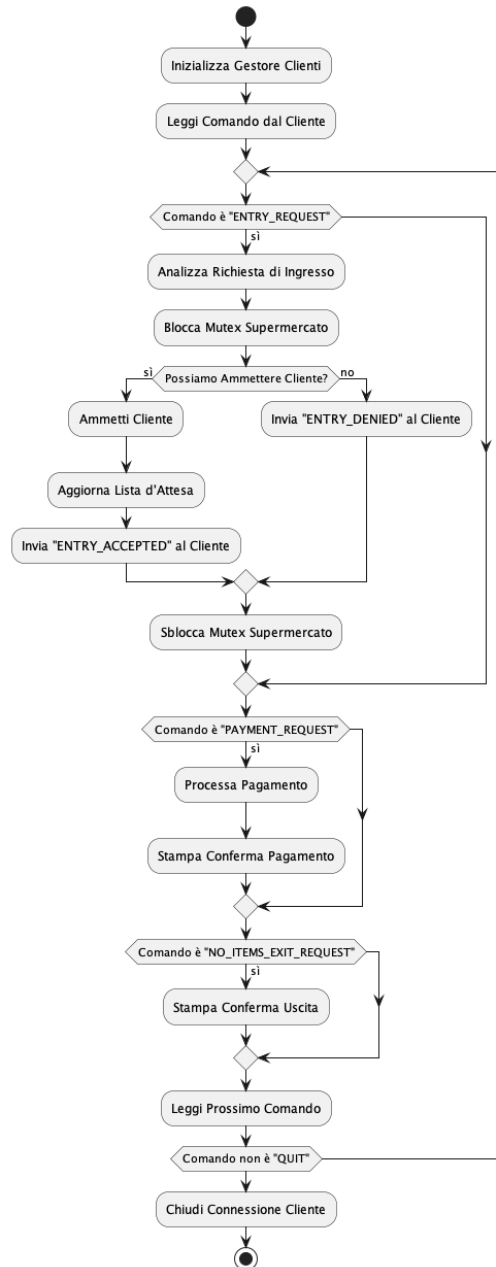 Inizializza Gestore Clienti
Leggi Comando dal Cliente
Comando è "ENTRY_REQUEST"
sì
Analizza Richiesta di Ingresso
Blocca Mutex Supermercato
sì
Possiamo Ammettere Cliente?
no
Ammetti Cliente
Invia "ENTRY_DENIED" al Cliente
Aggiorna Lista d'Attesa
Invia "ENTRY_ACCEPTED" al Cliente
Sblocca Mutex Supermercato
Comando è "PAYMENT_REQUEST"
sì
Processa Pagamento
Stampa Conferma Pagamento
Comando è "NO_ITEMS_EXIT_REQUEST"
sì
Stampa Conferma Uscita
Leggi Prossimo Comando
Comando non è "QUIT"
Chiudi Connessione Cliente